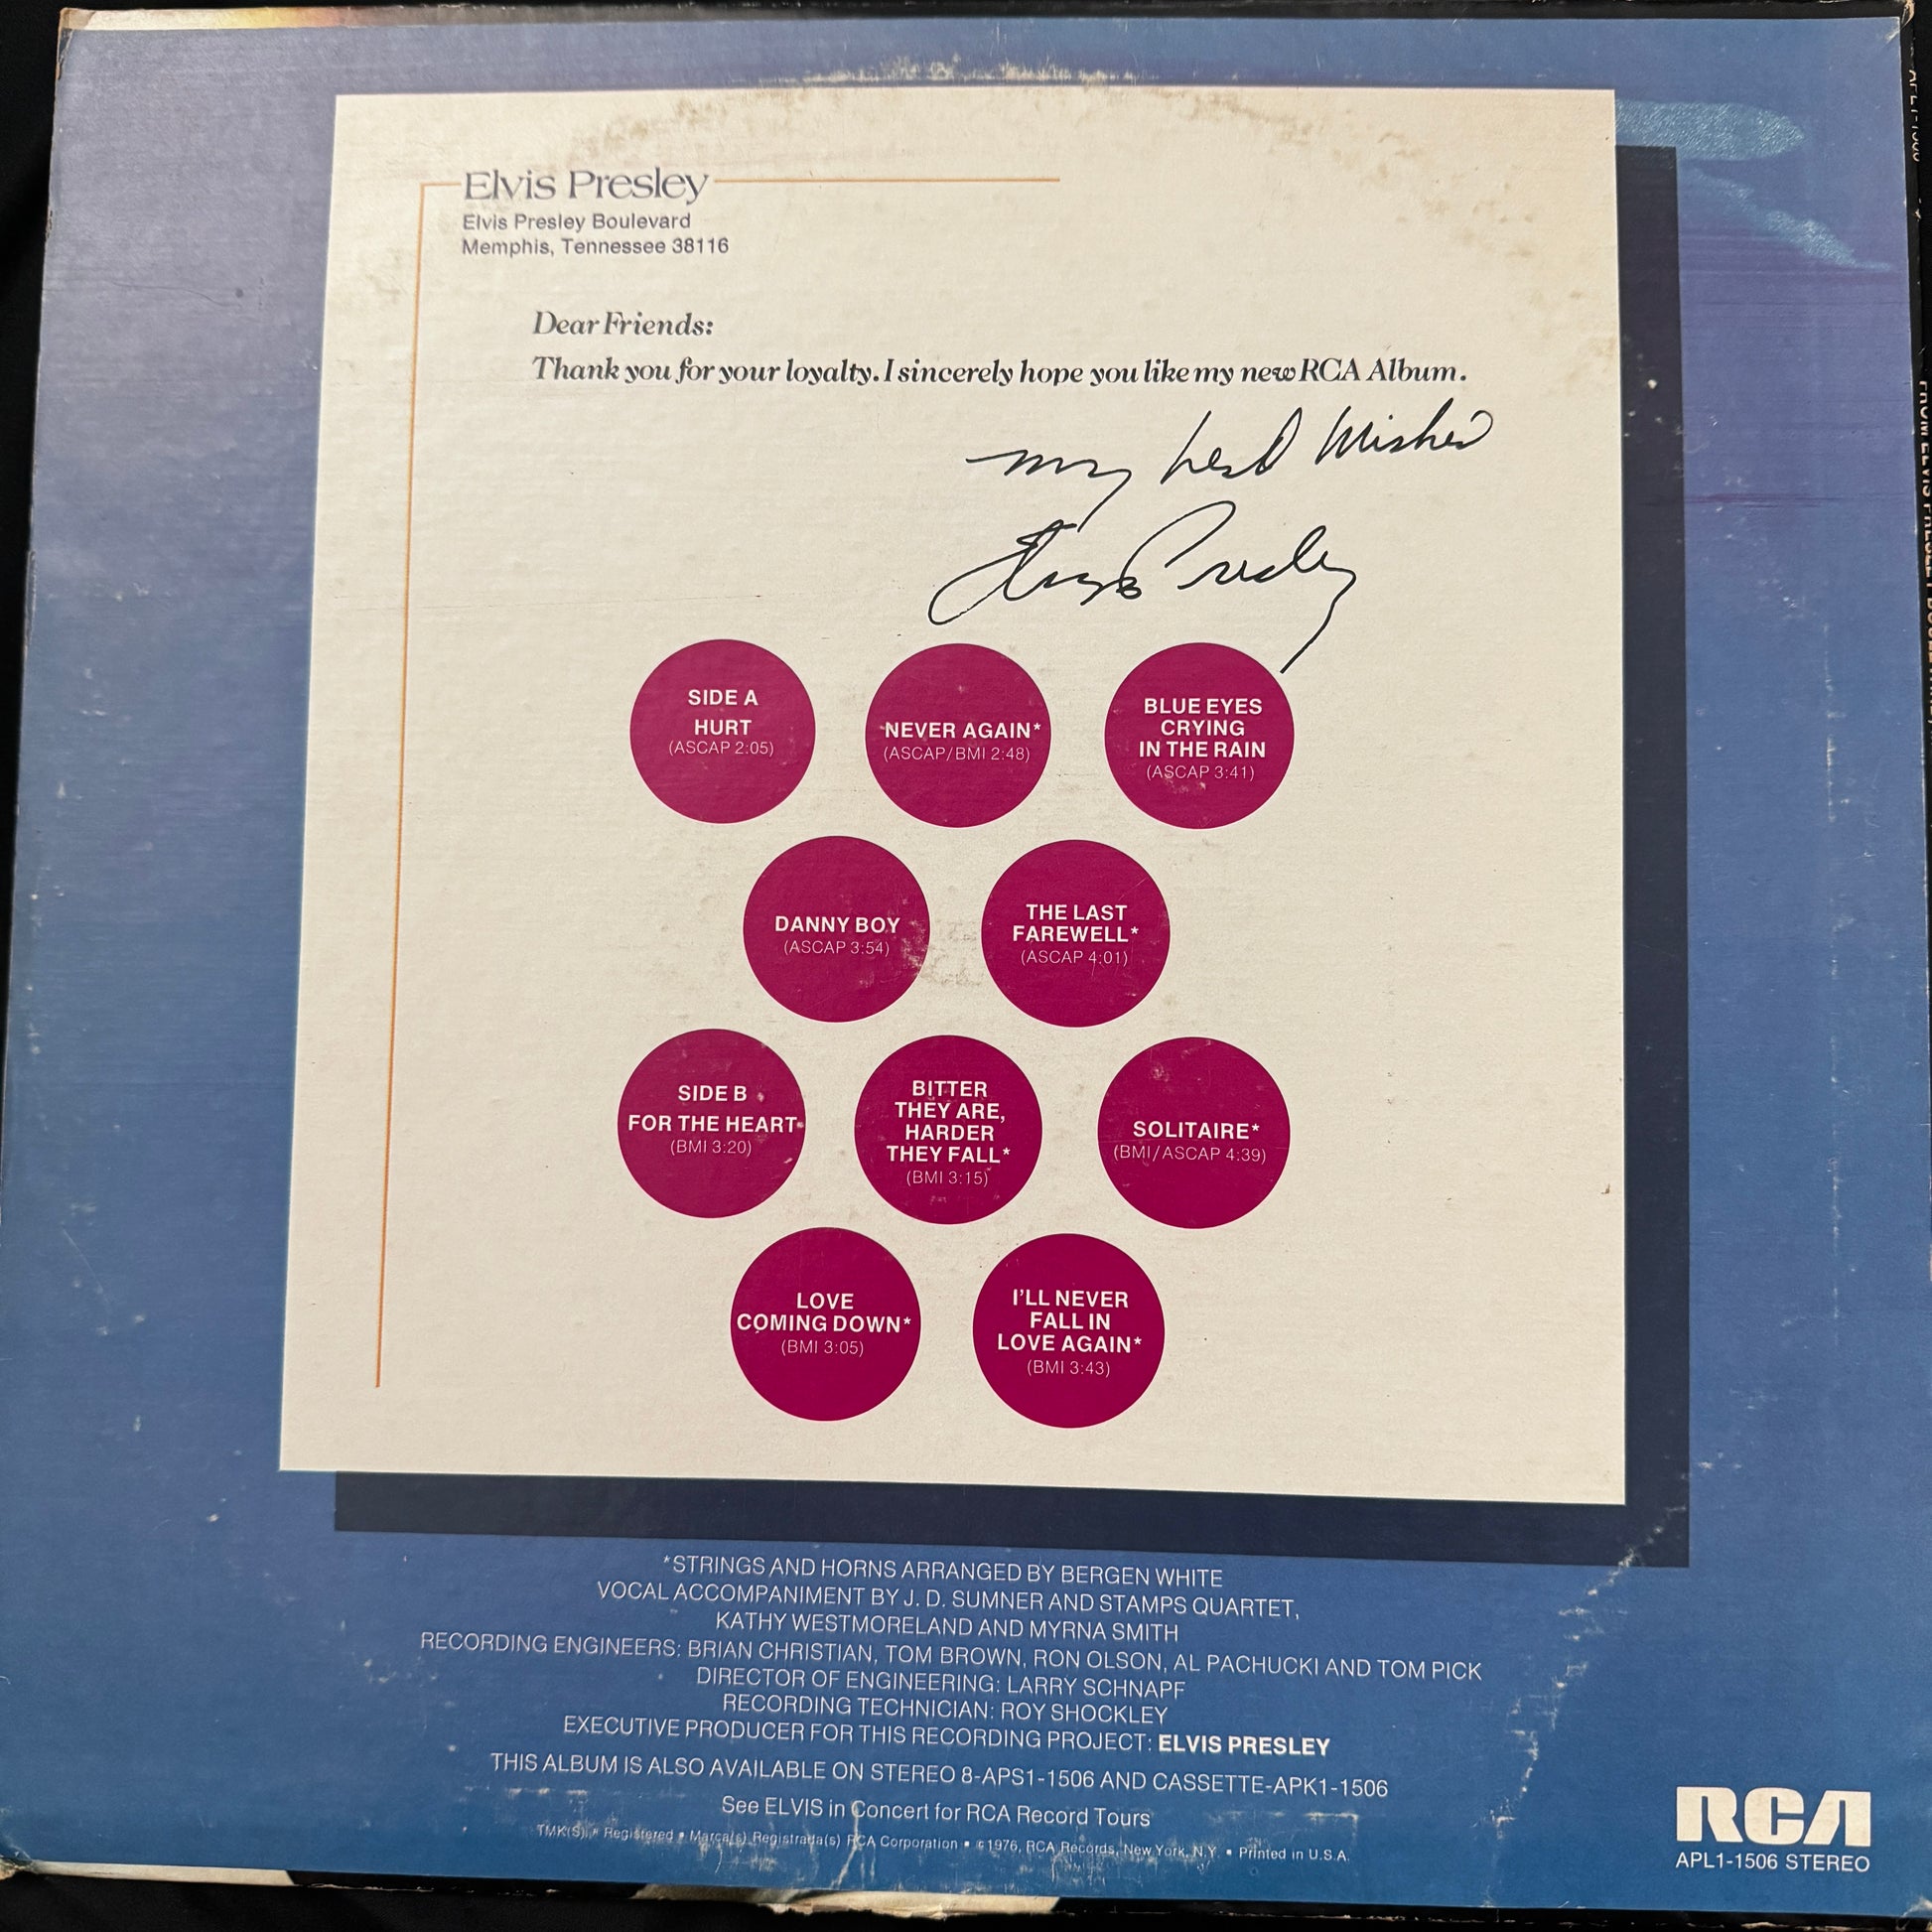 Elvis Presley
Elvis Presley Boulevard
Memphis, Tennessee 38116
Dear Friends:
Thank you for your loyalty. I sincerely hope you like my new RCA Album.
My best Wishes
Elvis Presley
SIDE A
HURT
(ASCAP 2:05)
NEVER AGAIN*
(ASCAP/BMI 2:48)
BLUE EYES
CRYING
IN THE RAIN
(ASCAP 3:41)
DANNY BOY
(ASCAP 3:54)
THE LAST
FAREWELL*
(ASCAP 4:01)
SIDE B
FOR THE HEART*
(BMI 3:20)
BITTER
THEY ARE,
HARDER
THEY FALL*
(BMI 3:15)
SOLITAIRE*
(BMI/ASCAP 4:39)
LOVE
COMING DOWN*
(BMI 3:05)
I'LL NEVER
FALL IN
LOVE AGAIN*
(BMI 3:43)
*STRINGS AND HORNS ARRANGED BY BERGEN WHITE
VOCAL ACCOMPANIMENT BY J. D. SUMNER AND STAMPS QUARTET,
KATHY WESTMORELAND AND MYRNA SMITH
RECORDING ENGINEERS: BRIAN CHRISTIAN, TOM BROWN, RON OLSON, AL PACHUCKI AND TOM PICK
DIRECTOR OF ENGINEERING: LARRY SCHNAPF
RECORDING TECHNICIAN: ROY SHOCKLEY
EXECUTIVE PRODUCER FOR THIS RECORDING PROJECT: ELVIS PRESLEY
THIS ALBUM IS ALSO AVAILABLE ON STEREO 8-APS1-1506 AND CASSETTE-APK1-1506
See ELVIS in Concert for RCA Record Tours
TMK(S) ® Registered • Marca(s) Registrada(s) RCA Corporation • ©1976, RCA Records, New York, N.Y. • Printed in U.S.A.
RCA
APL1-1506 STEREO